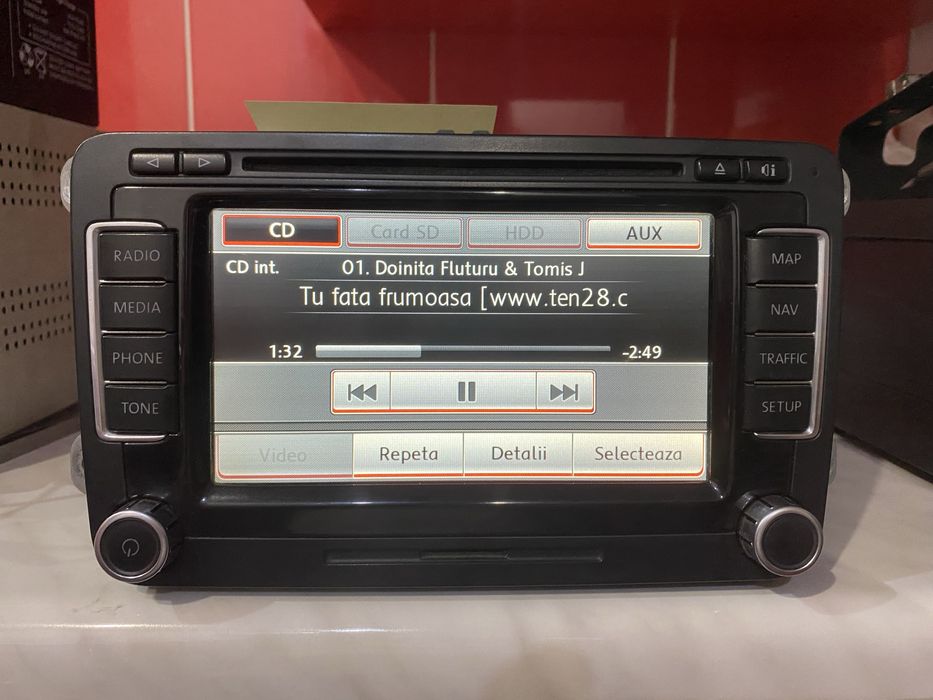 CD Card SD HDD AUX
CD int. 01. Doinita Fluturu & Tomis J
Tu fata frumoasa [www.ten28.c
1:32 -2:49
Video Repeta Detalii Selecteaza
RADIO
MEDIA
PHONE
TONE
MAP
NAV
TRAFFIC
SETUP